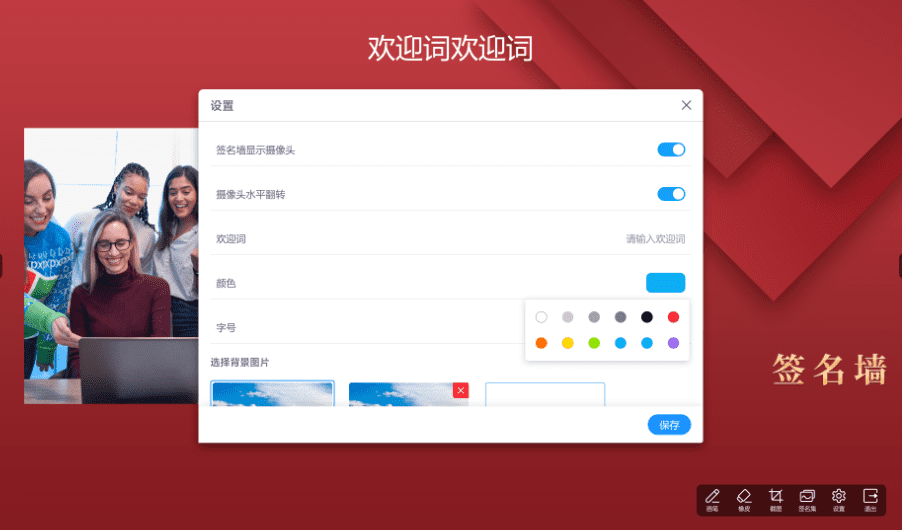 欢迎词欢迎词
设置
签名墙显示摄像头
摄像头水平翻转
欢迎词
请输入欢迎词
颜色
字号
选择背景图片
保存
签名墙
画笔
橡皮
截图
签名集
设置
退出